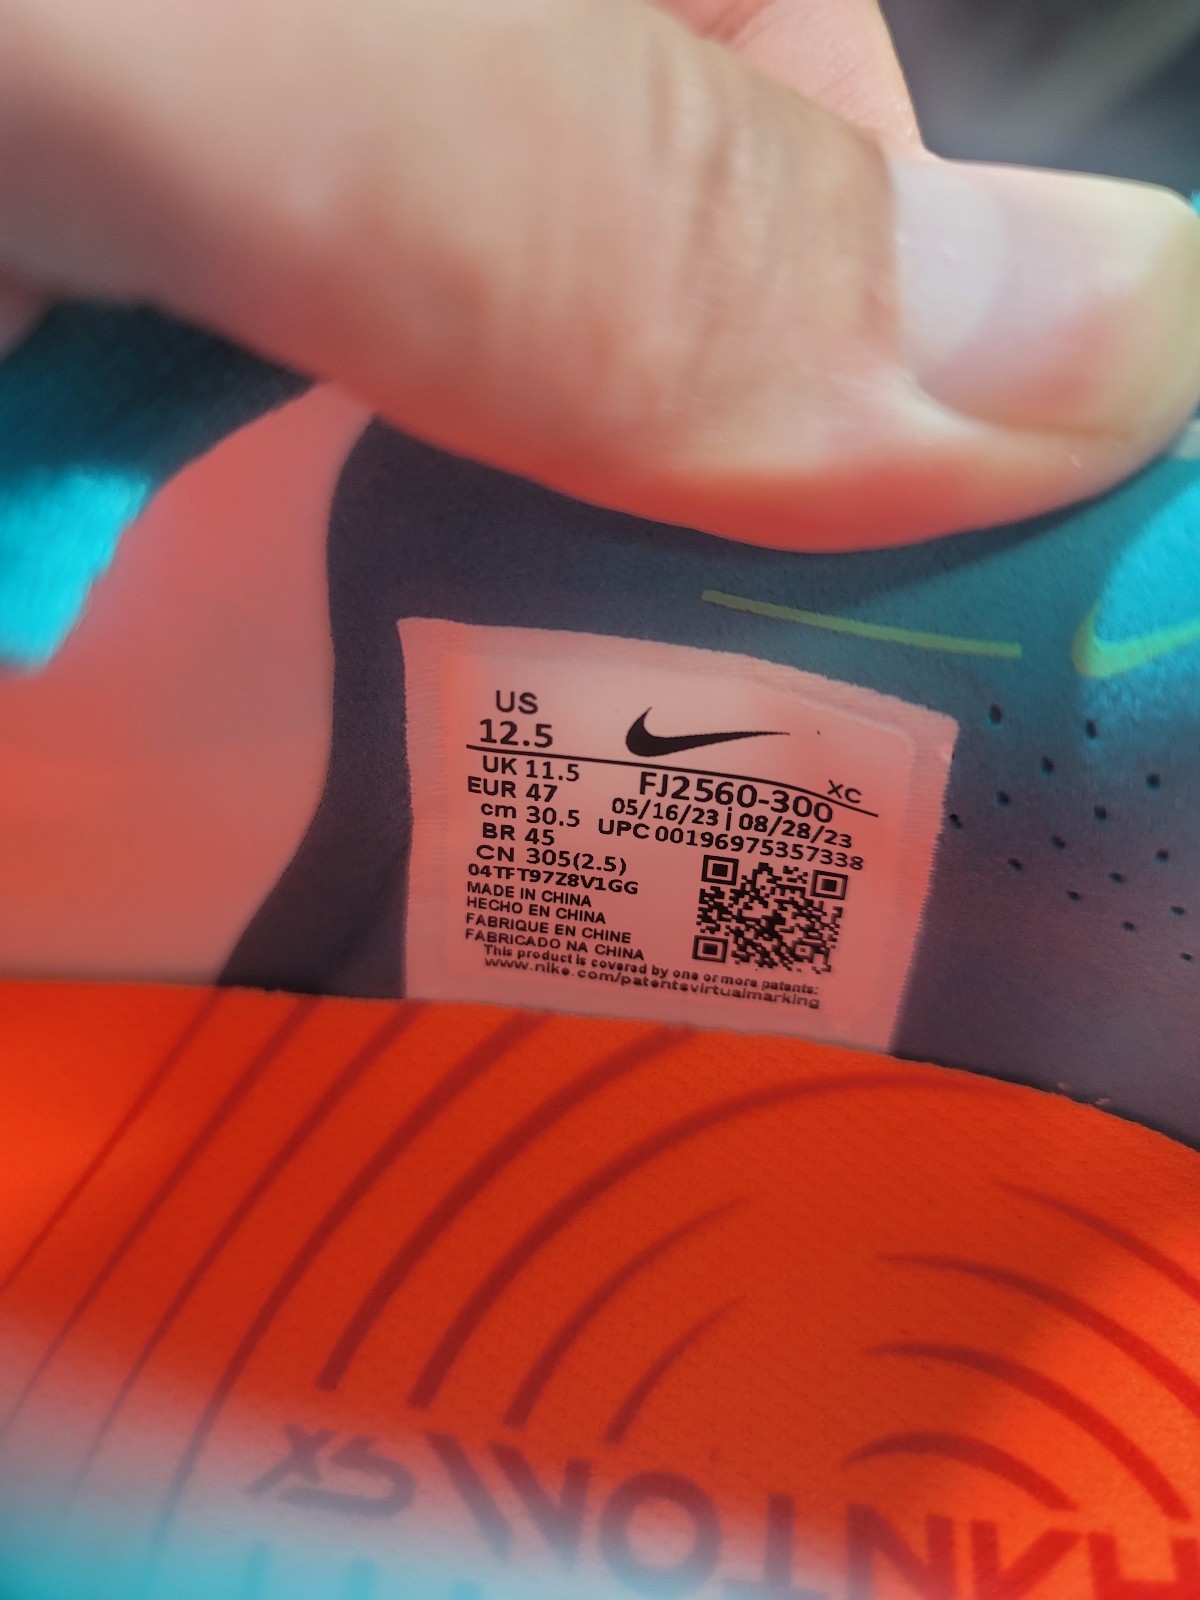 US
12.5
XC
UK 11.5
FJ2560-300
EUR 47
05/16/23 | 08/28/23
cm 30.5
UPC 00196975357338
BR 45
CN 305(2.5)
04TFT97Z8V1GG
MADE IN CHINA
HECHO EN CHINA
FABRIQUE EN CHINE
FABRICADO NA CHINA
This product is covered by one or more patents:
www.nike.com/patentsvirtualmarking